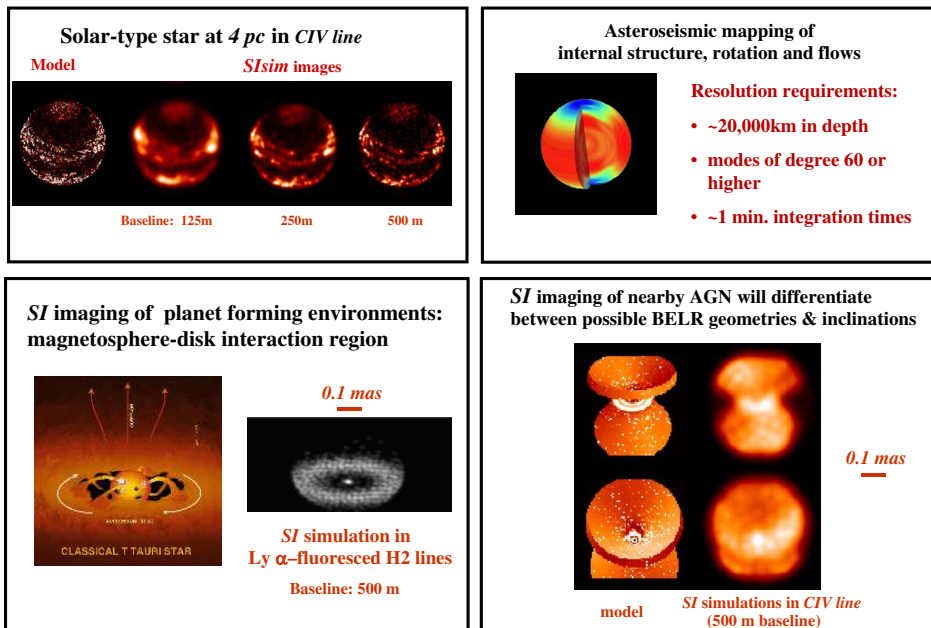 Solar-type star at 4 pc in CIV line
Model
SIsim images
Baseline: 125m
250m
500 m
Asteroseismic mapping of
internal structure, rotation and flows
Resolution requirements:
• ~20,000km in depth
• modes of degree 60 or
higher
• ~1 min. integration times
SI imaging of planet forming environments:
magnetosphere-disk interaction region
CLASSICAL T TAURI STAR
0.1 mas
SI simulation in
Ly α–fluoresced H2 lines
Baseline: 500 m
SI imaging of nearby AGN will differentiate
between possible BELR geometries & inclinations
0.1 mas
model
SI simulations in CIV line
(500 m baseline)